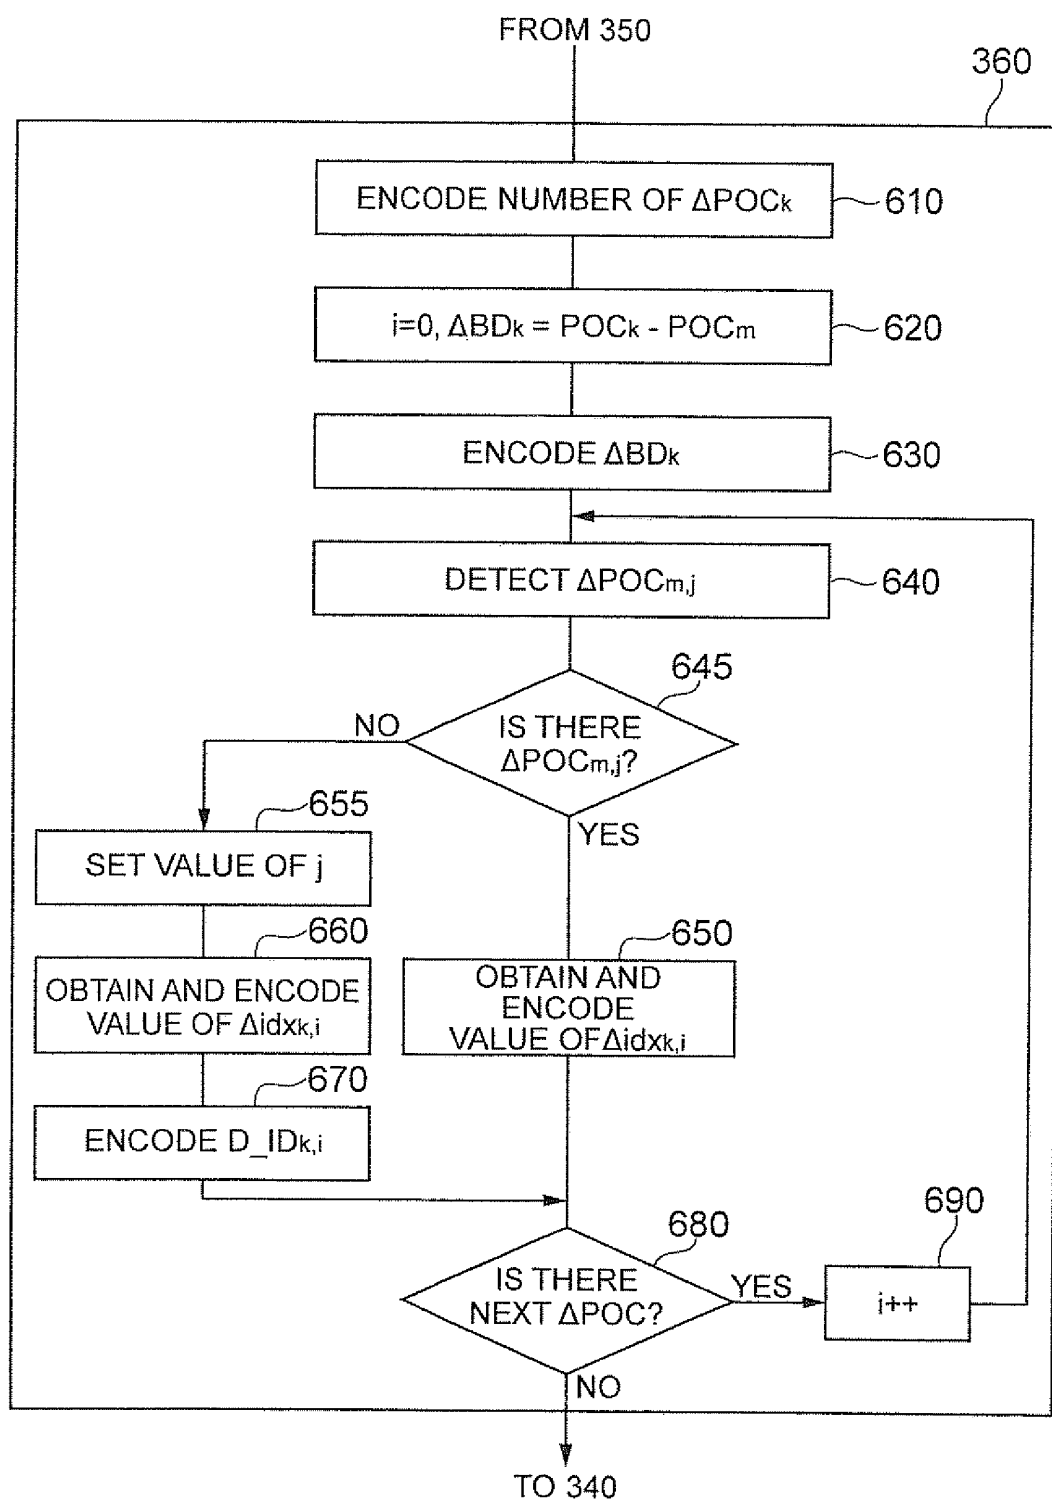 FROM 350
360
ENCODE NUMBER OF ΔPOCk
610
i=0, ΔBDk = POCk - POCm
620
ENCODE ΔBDk
630
DETECT ΔPOCm,j
640
645
NO
IS THERE
ΔPOCm,j?
YES
655
SET VALUE OF j
660
OBTAIN AND ENCODE
VALUE OF Δidxk,i
650
OBTAIN AND
ENCODE
VALUE OFΔidxk,i
670
ENCODE D_IDk,i
680
IS THERE
NEXT ΔPOC?
YES
690
i++
NO
TO 340